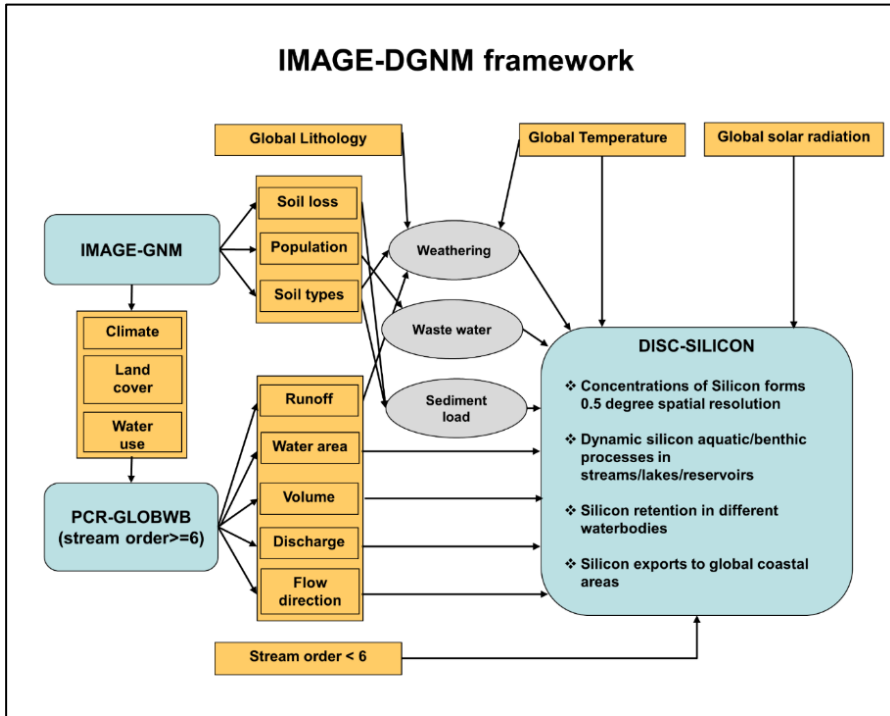 IMAGE-DGNM framework
Global Lithology
Global Temperature
Global solar radiation
Soil loss
Population
Soil types
IMAGE-GNM
Weathering
Waste water
Sediment
load
Climate
Land
cover
Water
use
PCR-GLOBWB
(stream order>=6)
Runoff
Water area
Volume
Discharge
Flow
direction
Stream order < 6
DISC-SILICON
❖ Concentrations of Silicon forms
0.5 degree spatial resolution
❖ Dynamic silicon aquatic/benthic
processes in
streams/lakes/reservoirs
❖ Silicon retention in different
waterbodies
❖ Silicon exports to global coastal
areas